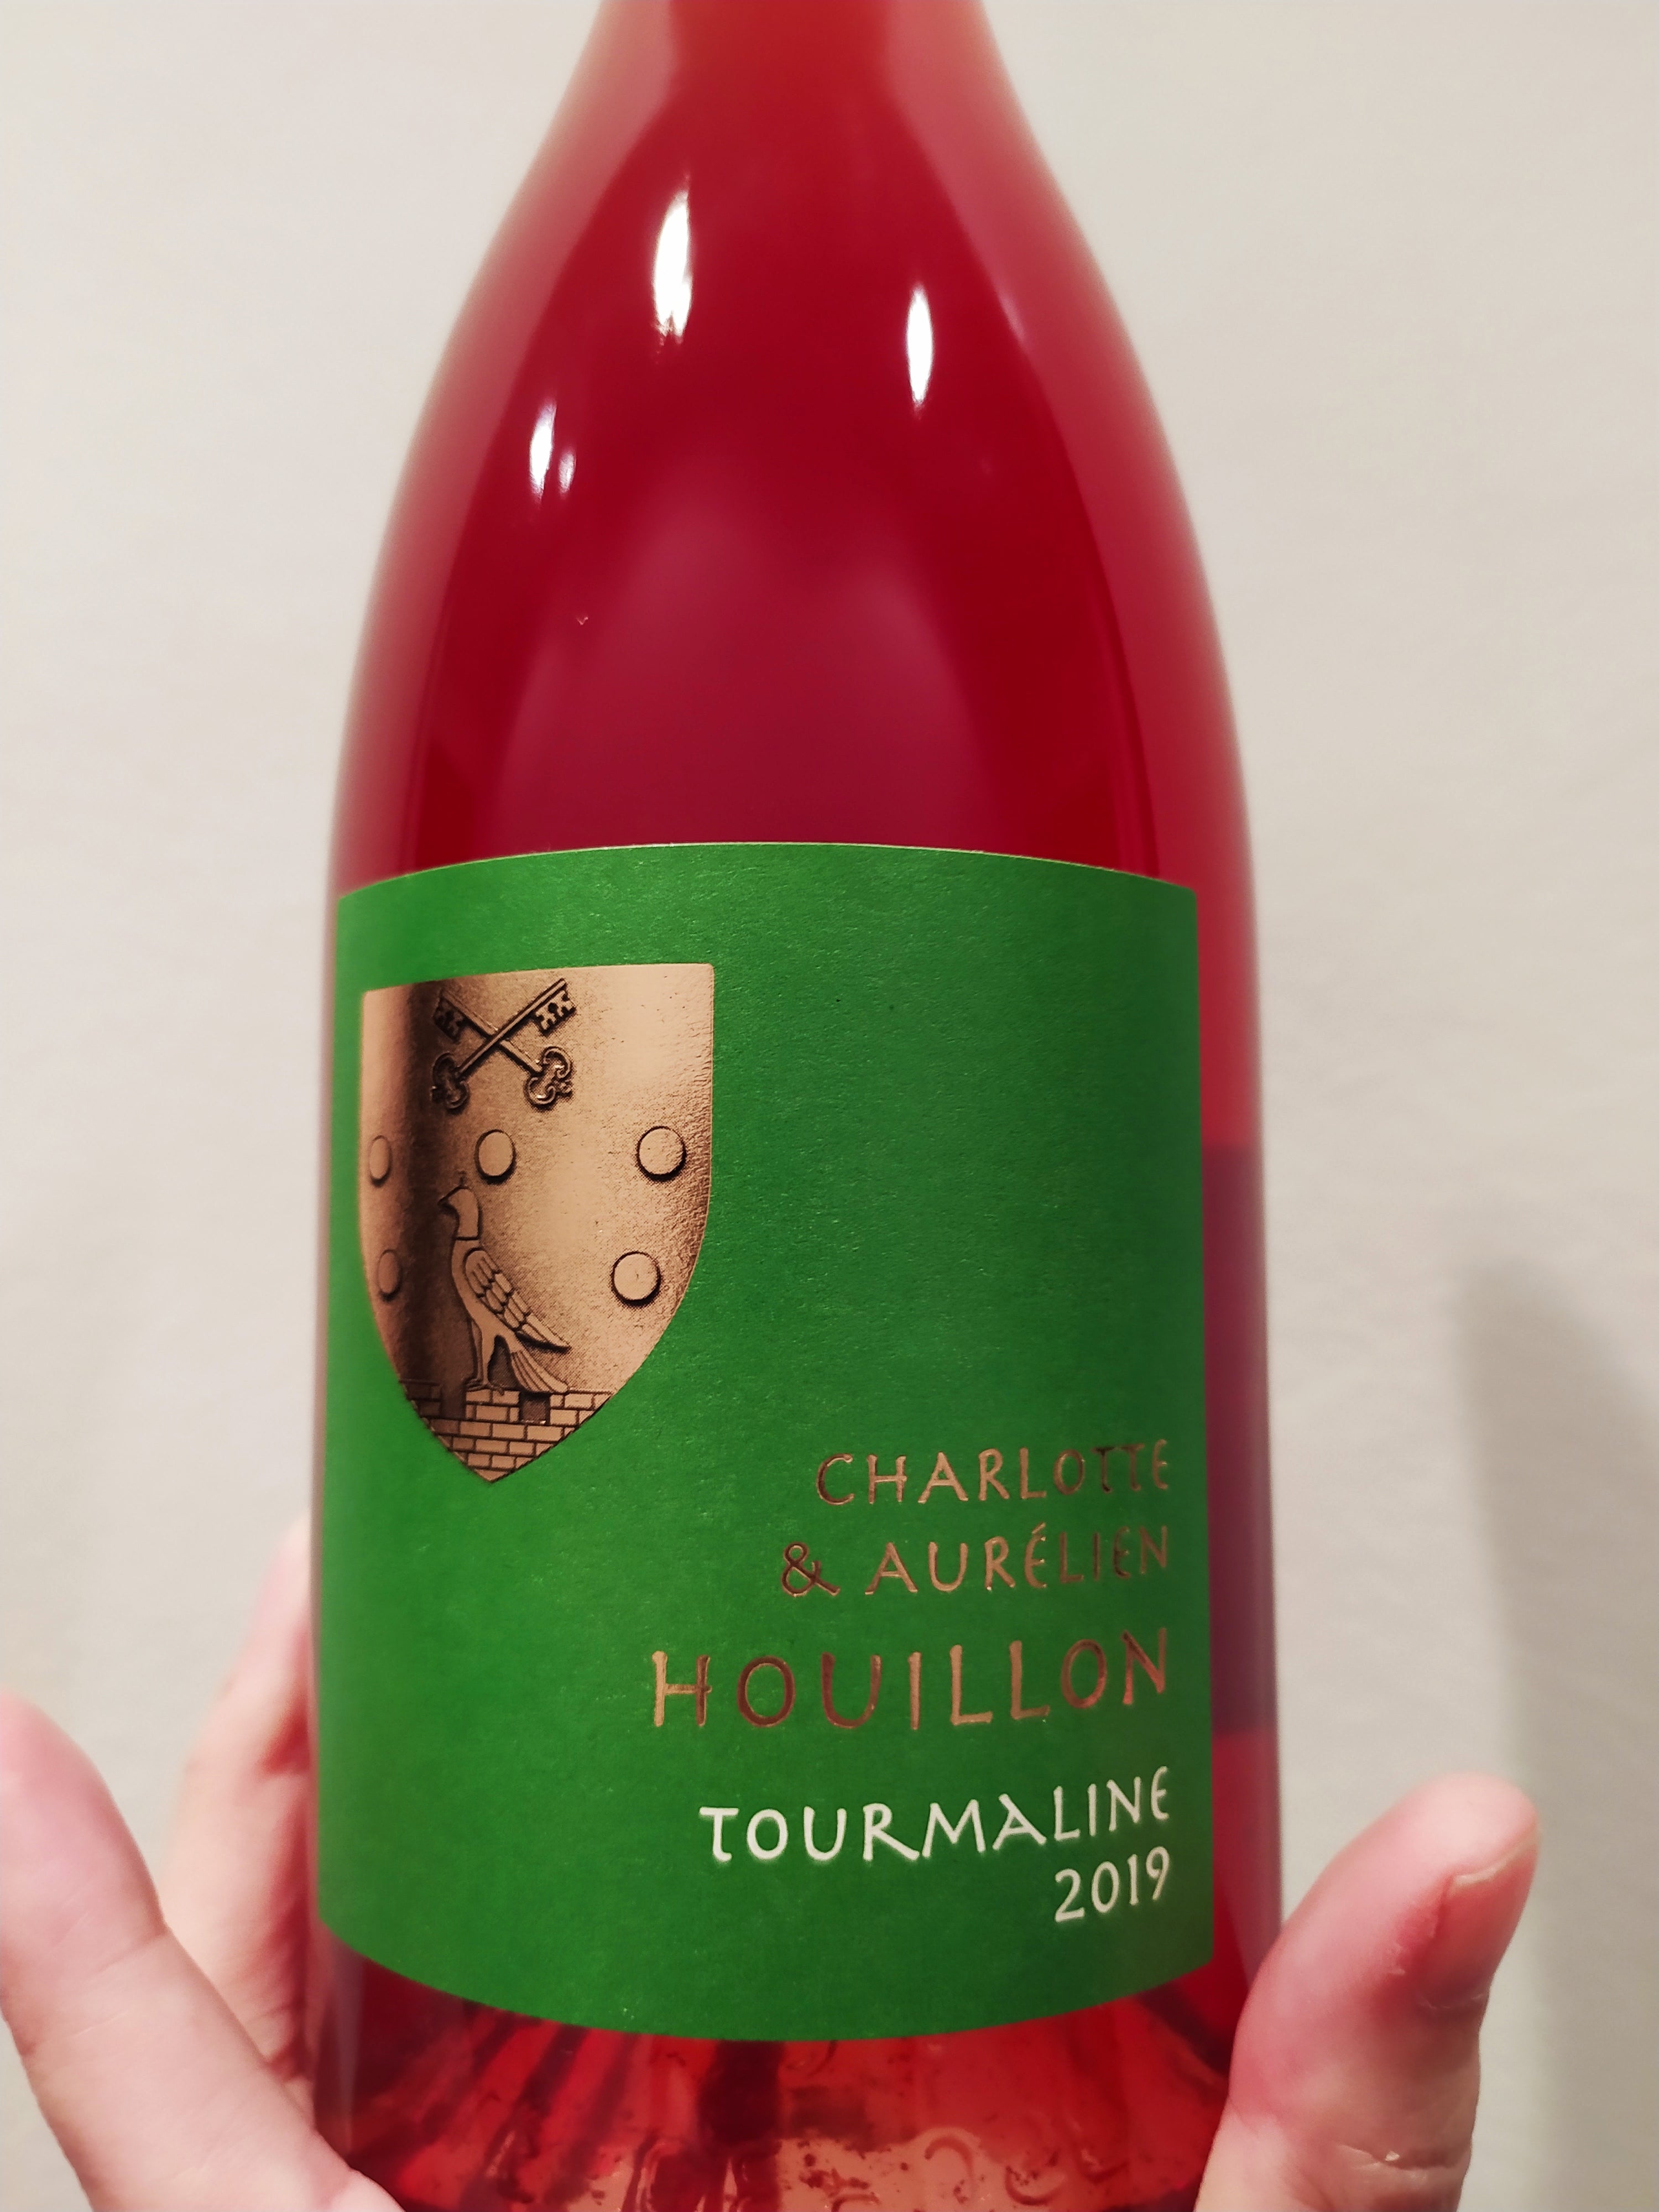 CHARLOTTE
& AURÉLIEN
HOUILLON
TOURMALINE
2019